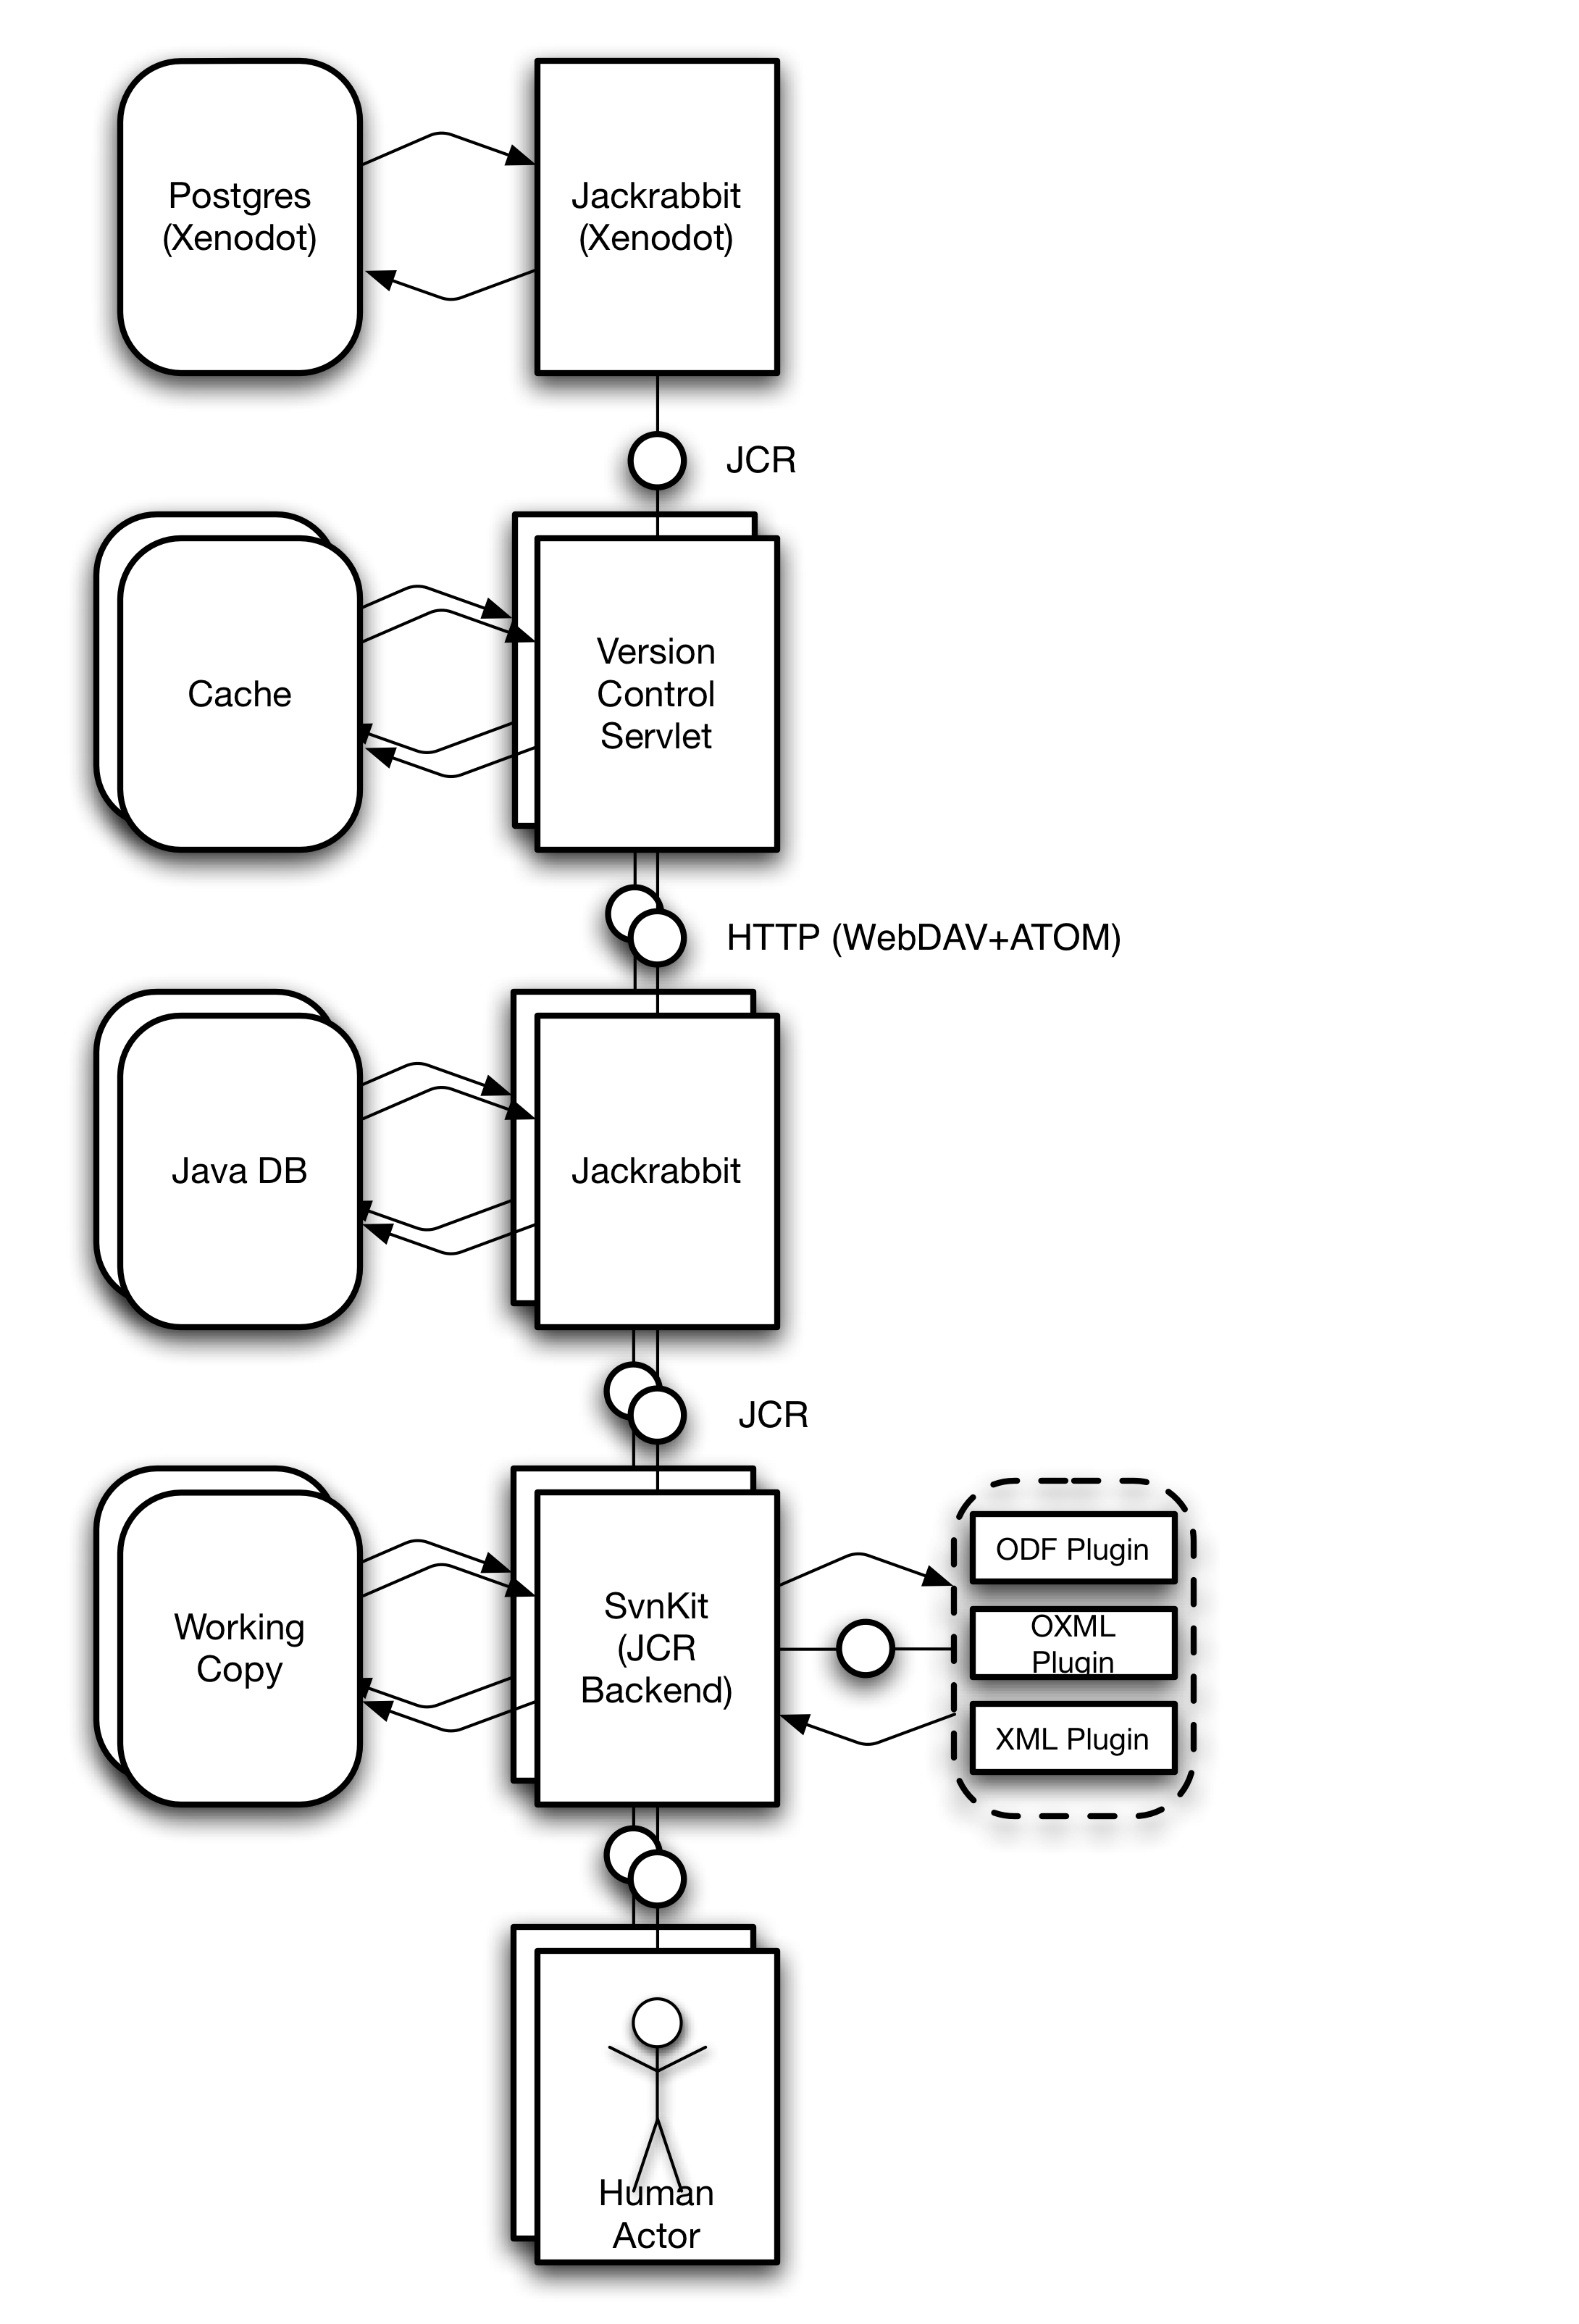 Postgres
(Xenodot)
Jackrabbit
(Xenodot)
JCR
Cache
Version
Control
Servlet
HTTP (WebDAV+ATOM)
Java DB
Jackrabbit
JCR
Working
Copy
SvnKit
(JCR
Backend)
ODF Plugin
OXML
Plugin
XML Plugin
Human
Actor